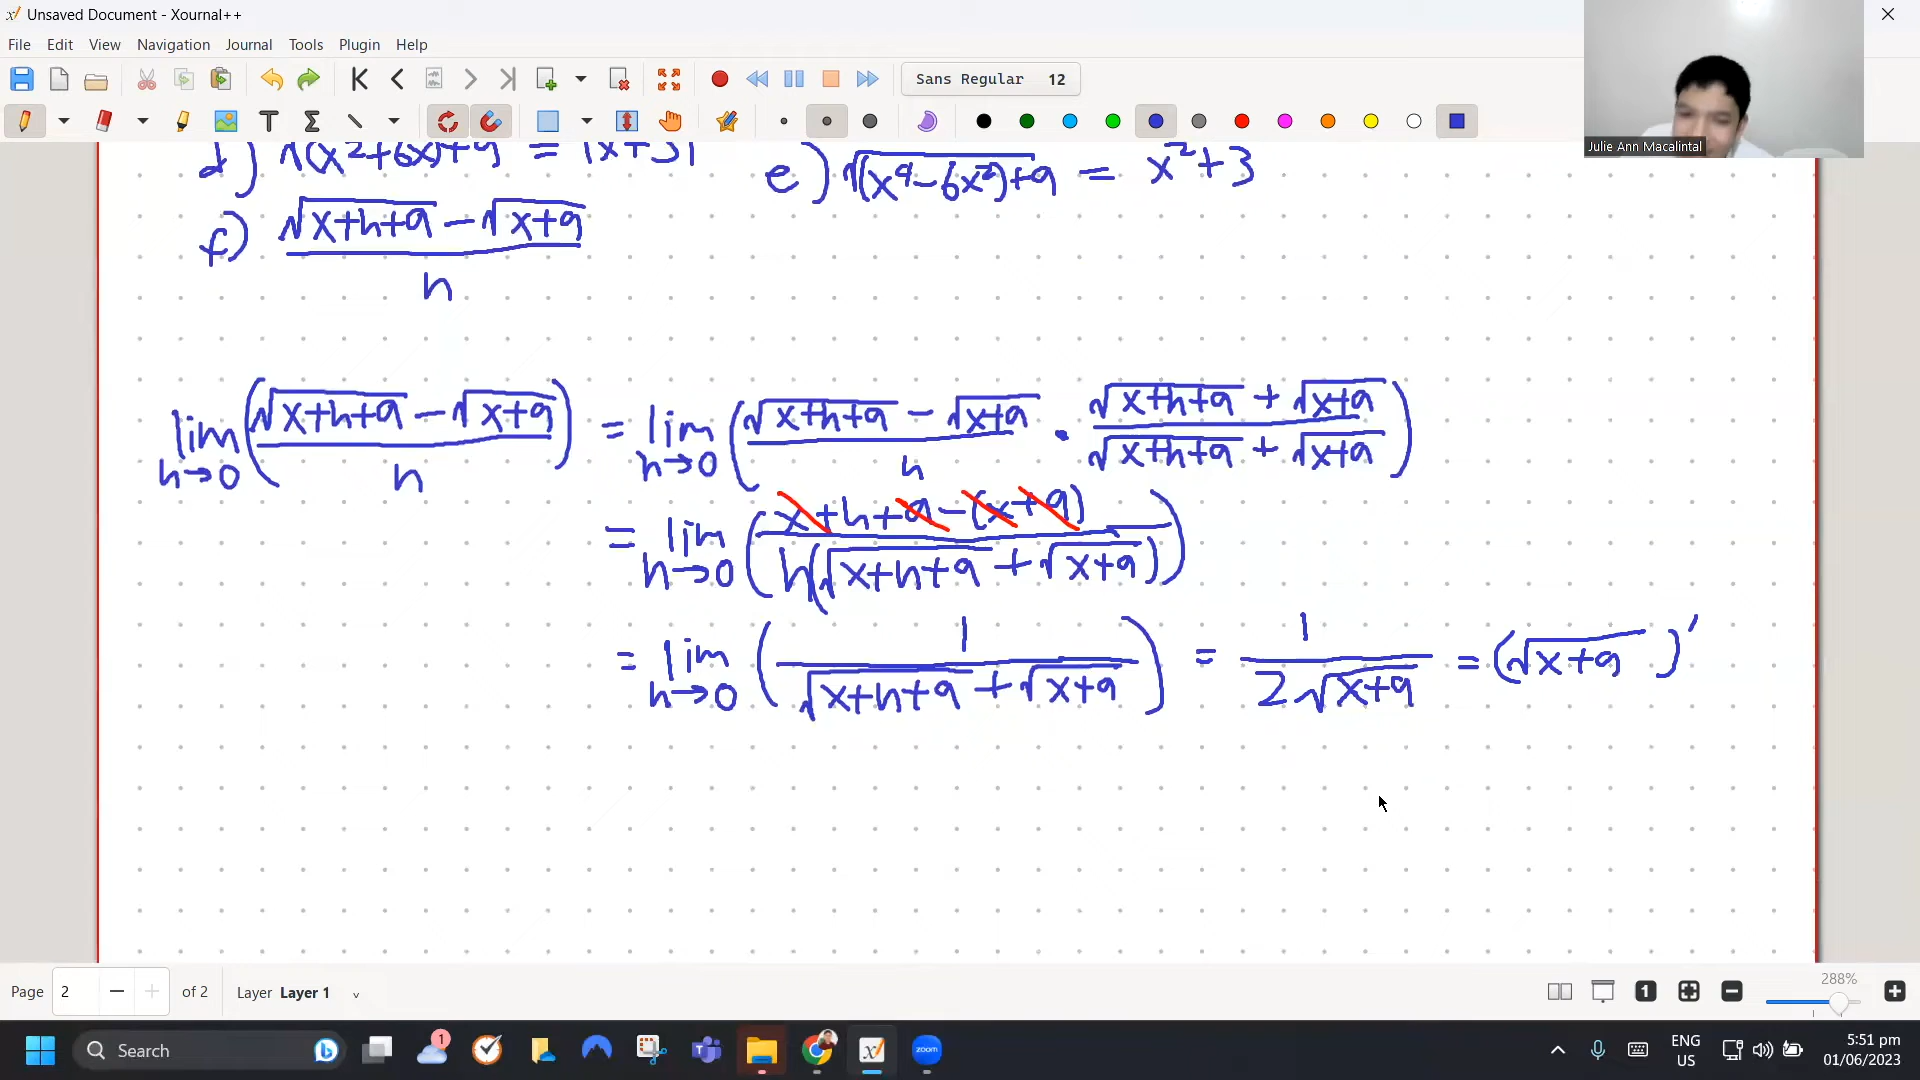 Unsaved Document - Xournal++
File Edit View Navigation Journal Tools Plugin Help
Sans Regular 12
Julie Ann Macalintal
d) √(x²+6x)+9 = |x+3|
e) √(x⁴-6x²)+9 = x²+3
f) (√(x+h+9) - √(x+9))/h
lim h→0 ((√(x+h+9) - √(x+9))/h) = lim h→0 ((√(x+h+9) - √(x+9))/h · (√(x+h+9) + √(x+9))/(√(x+h+9) + √(x+9)))
= lim h→0 ((x+h+9-(x+9))/(h(√(x+h+9) + √(x+9))))
= lim h→0 (1/(√(x+h+9) + √(x+9))) = 1/(2√(x+9)) = (√(x+9))'
288%
Page 2 of 2 Layer Layer 1
1
Search
1
zoom
ENG
US
5:51 pm
01/06/2023